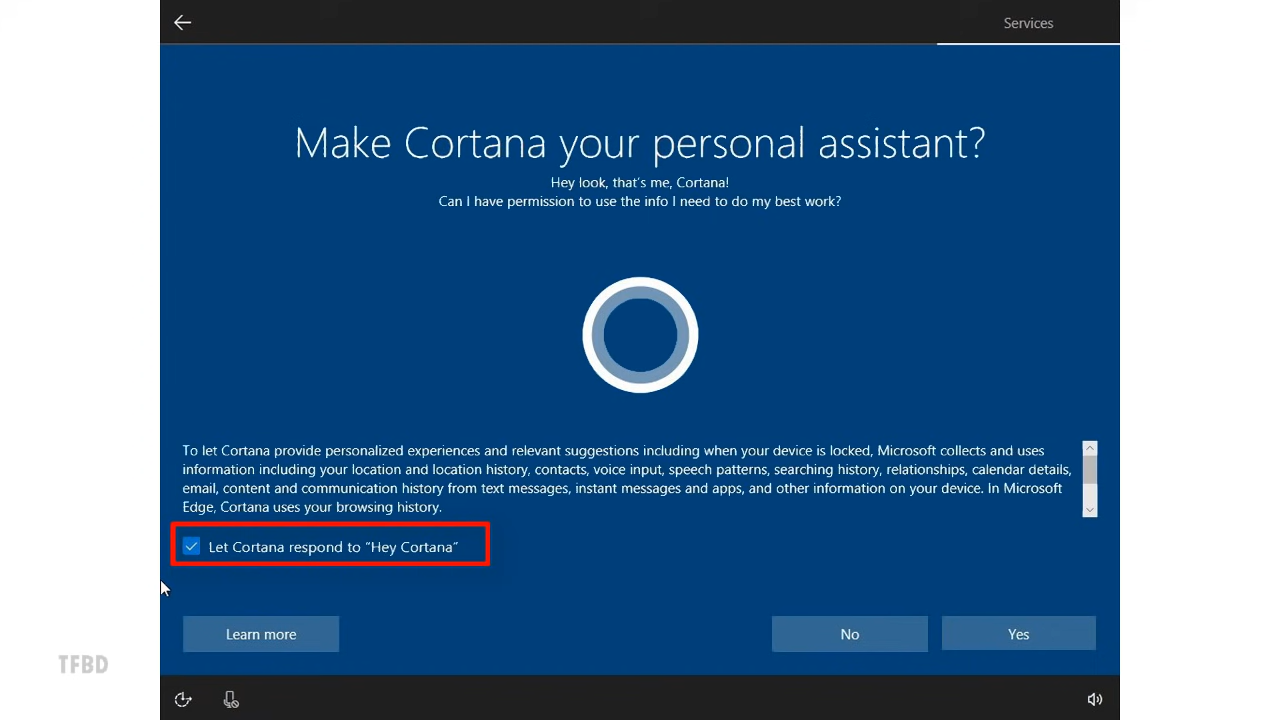 Services
Make Cortana your personal assistant?
Hey look, that's me, Cortana!
Can I have permission to use the info I need to do my best work?
To let Cortana provide personalized experiences and relevant suggestions including when your device is locked, Microsoft collects and uses
information including your location and location history, contacts, voice input, speech patterns, searching history, relationships, calendar details,
email, content and communication history from text messages, instant messages and apps, and other information on your device. In Microsoft
Edge, Cortana uses your browsing history.
Let Cortana respond to “Hey Cortana”
Learn more
No
Yes
TFBD